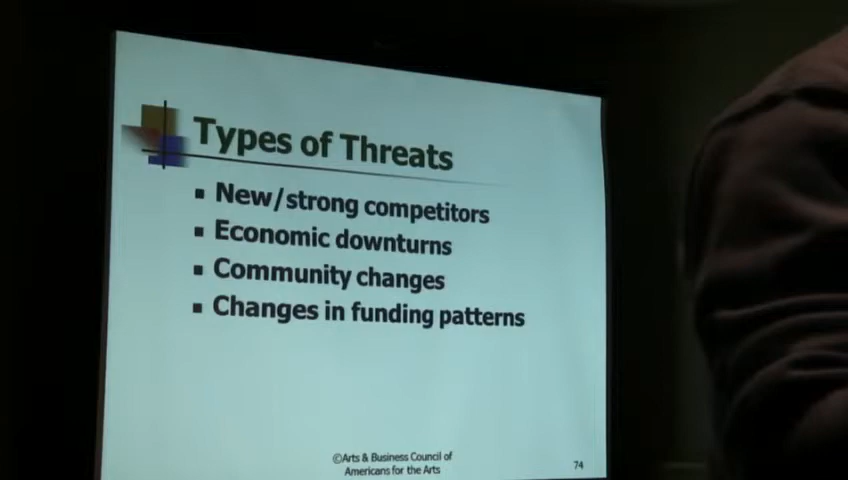 Types of Threats
▪ New/strong competitors
▪ Economic downturns
▪ Community changes
▪ Changes in funding patterns
©Arts & Business Council of
Americans for the Arts
74